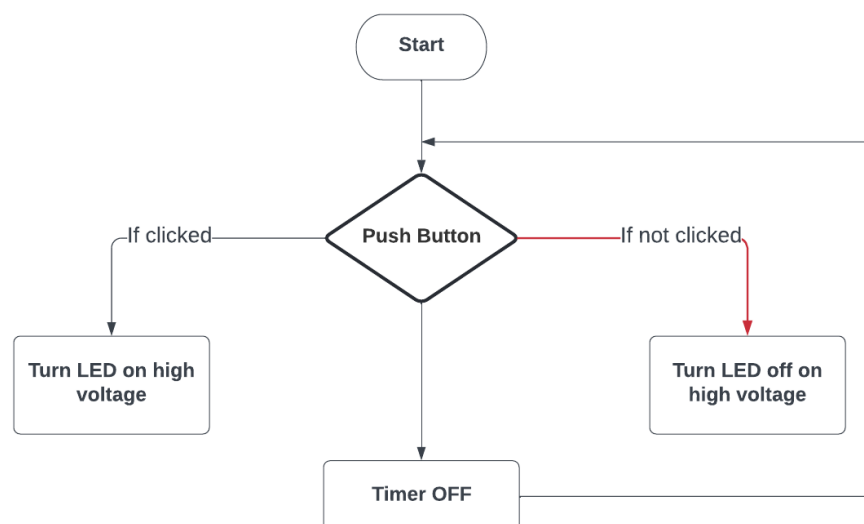 Start
Push Button
If clicked
If not clicked
Turn LED on high
voltage
Turn LED off on
high voltage
Timer OFF